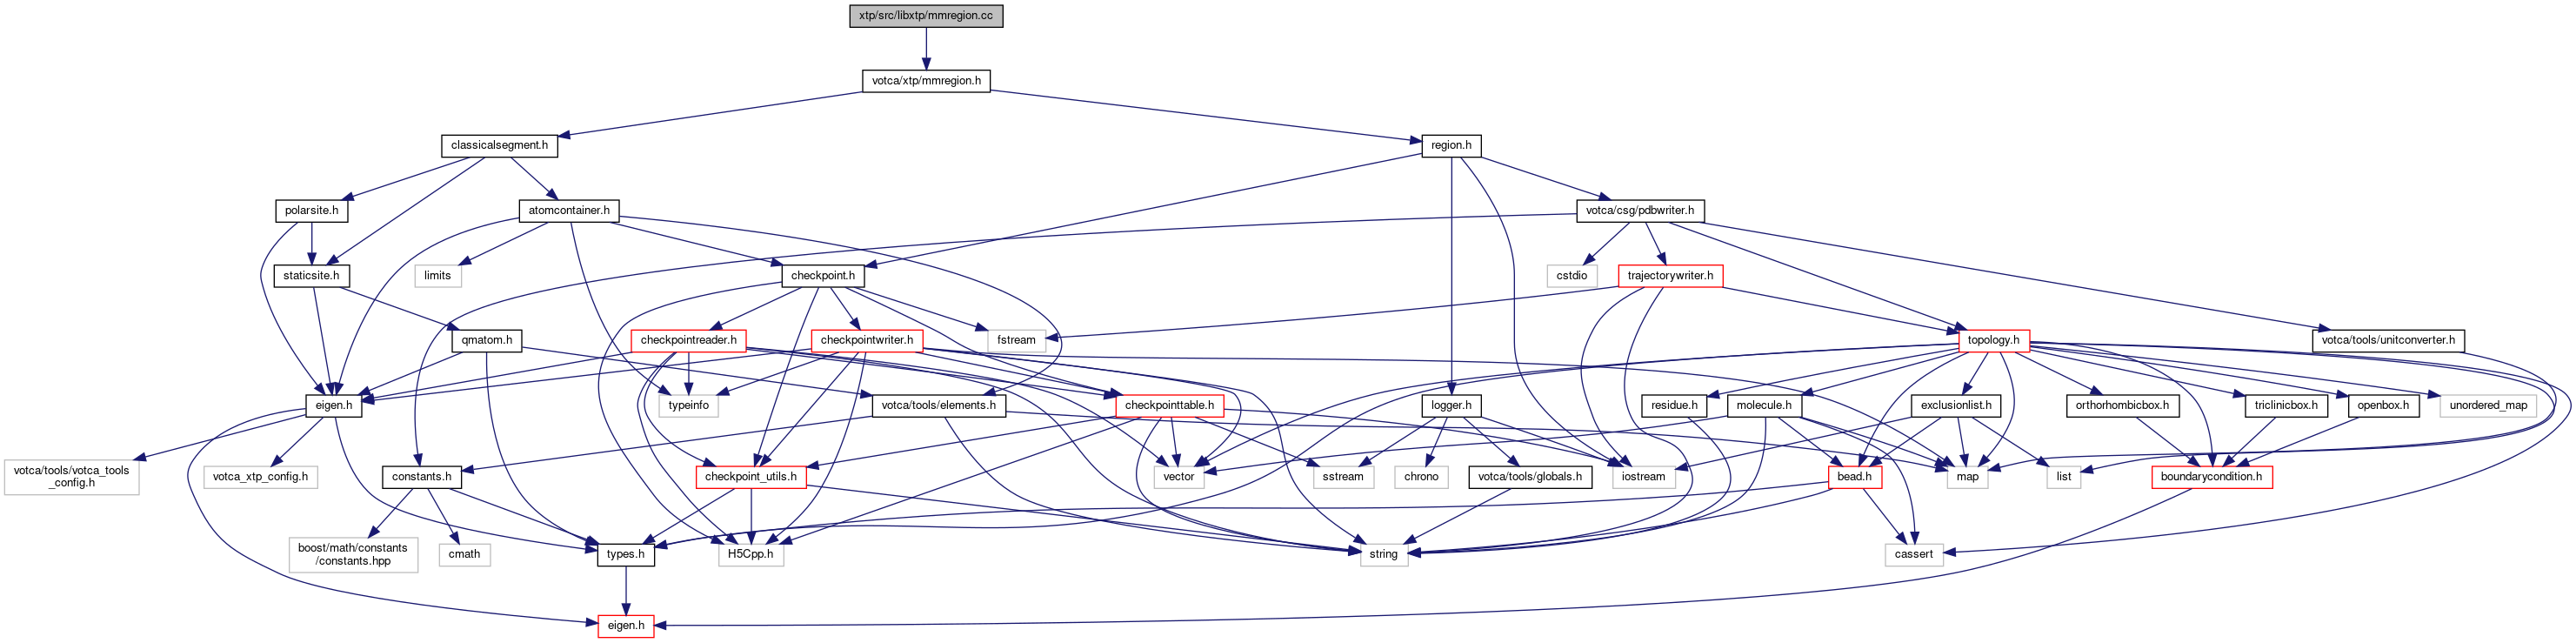 xtp/src/libxtp/mmregion.cc
votca/xtp/mmregion.h
classicalsegment.h
region.h
polarsite.h
atomcontainer.h
votca/csg/pdbwriter.h
staticsite.h
limits
checkpoint.h
cstdio
trajectorywriter.h
qmatom.h
checkpointreader.h
checkpointwriter.h
fstream
topology.h
votca/tools/unitconverter.h
eigen.h
typeinfo
votca/tools/elements.h
checkpointtable.h
logger.h
residue.h
molecule.h
exclusionlist.h
orthorhombicbox.h
triclinicbox.h
openbox.h
unordered_map
votca/tools/votca_tools
_config.h
votca_xtp_config.h
constants.h
checkpoint_utils.h
vector
sstream
chrono
votca/tools/globals.h
iostream
bead.h
map
list
boundarycondition.h
boost/math/constants
/constants.hpp
cmath
types.h
H5Cpp.h
string
cassert
eigen.h